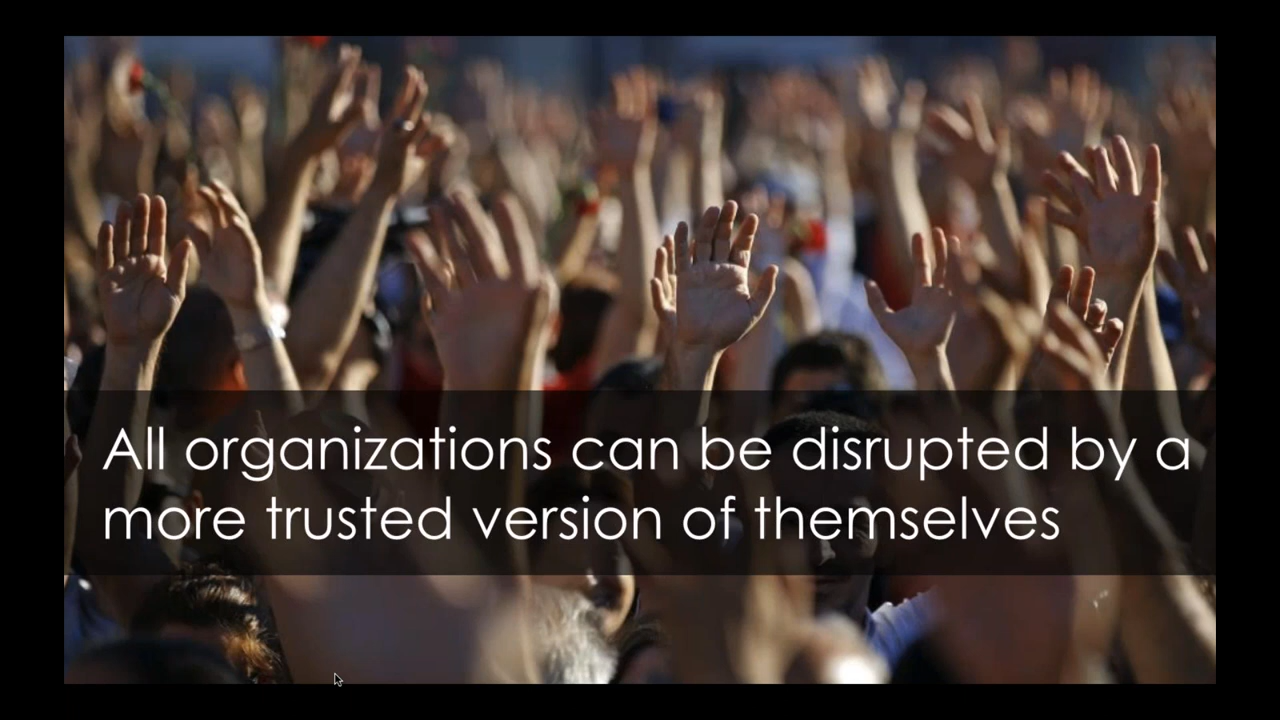 All organizations can be disrupted by a
more trusted version of themselves